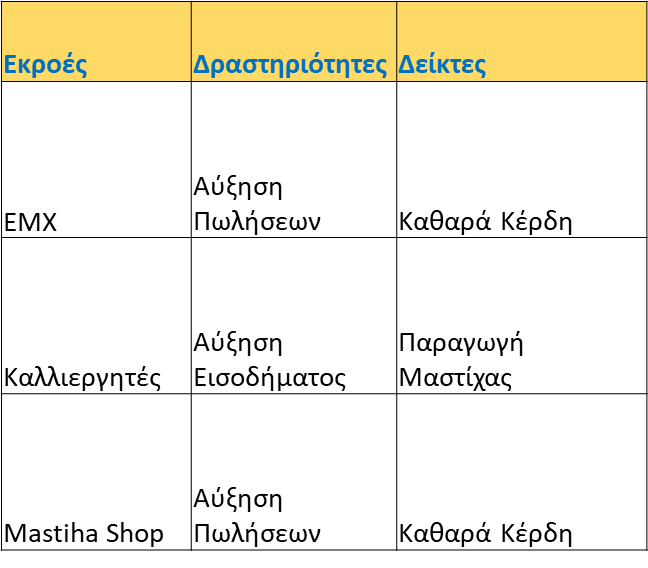 Εκροές Δραστηριότητες Δείκτες
ΕΜΧ Αύξηση Πωλήσεων Καθαρά Κέρδη
Καλλιεργητές Αύξηση Εισοδήματος Παραγωγή Μαστίχας
Mastiha Shop Αύξηση Πωλήσεων Καθαρά Κέρδη